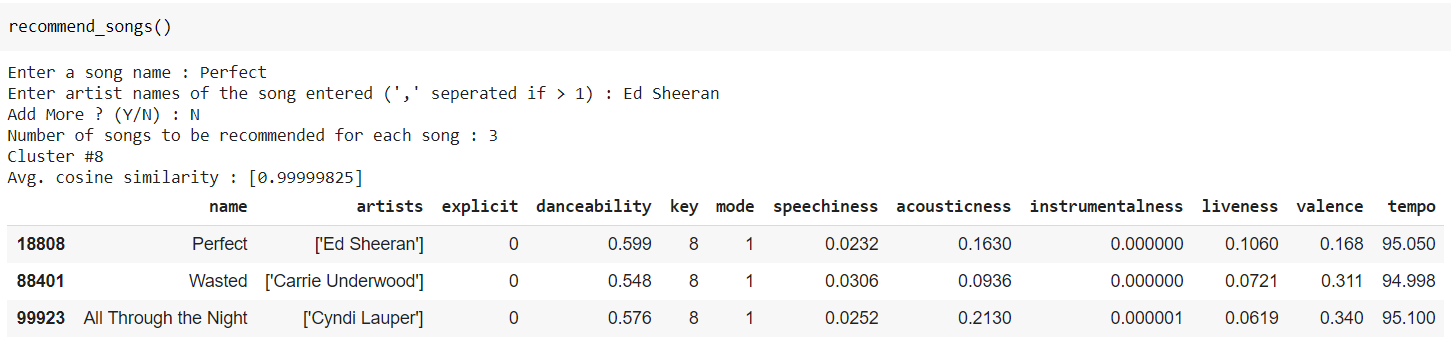 recommend_songs()
Enter a song name : Perfect
Enter artist names of the song entered (',' seperated if > 1) : Ed Sheeran
Add More ? (Y/N) : N
Number of songs to be recommended for each song : 3
Cluster #8
Avg. cosine similarity : [0.99999825]
name artists explicit danceability key mode speechiness acousticness instrumentalness liveness valence tempo
18808 Perfect ['Ed Sheeran'] 0 0.599 8 1 0.0232 0.1630 0.000000 0.1060 0.168 95.050
88401 Wasted ['Carrie Underwood'] 0 0.548 8 1 0.0306 0.0936 0.000000 0.0721 0.311 94.998
99923 All Through the Night ['Cyndi Lauper'] 0 0.576 8 1 0.0252 0.2130 0.000001 0.0619 0.340 95.100